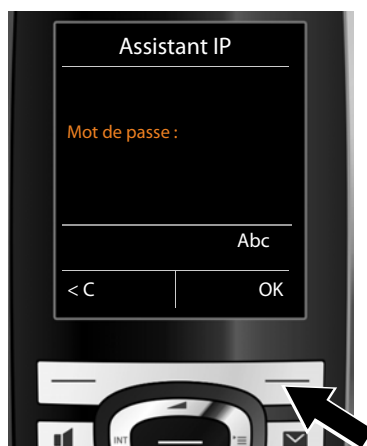 Assistant IP
Mot de passe :
Abc
< C OK
INT